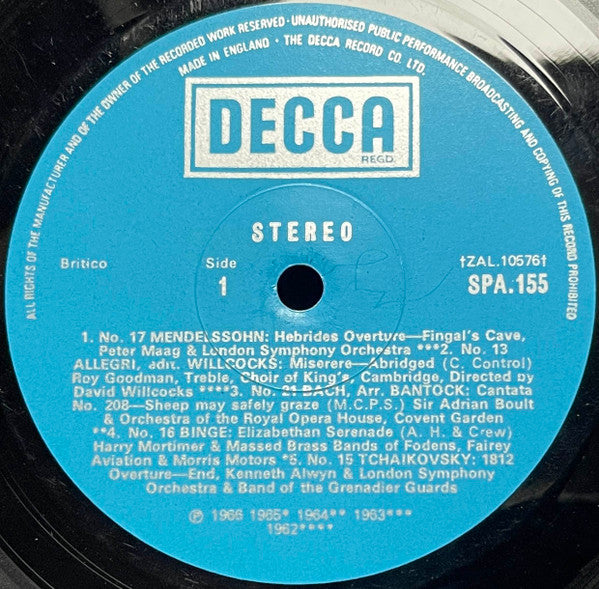 ALL RIGHTS OF THE MANUFACTURER AND OF THE OWNER OF THE RECORDED WORK RESERVED · UNAUTHORISED PUBLIC PERFORMANCE BROADCASTING AND COPYING OF THIS RECORD PROHIBITED
MADE IN ENGLAND · THE DECCA RECORD CO. LTD.
DECCA
REGD.
STEREO
Britico
Side
1
†ZAL.10576†
SPA.155
1. No. 17 MENDELSSOHN: Hebrides Overture—Fingal's Cave,
Peter Maag & London Symphony Orchestra ***2. No. 13
ALLEGRI, edit. WILLCOCKS: Miserere—Abridged (C. Control)
Roy Goodman, Treble, Choir of King's, Cambridge, Directed by
David Willcocks ****3. No. 21 BACH, Arr. BANTOCK: Cantata
No. 208—Sheep may safely graze (M.C.P.S.) Sir Adrian Boult
& Orchestra of the Royal Opera House, Covent Garden
**4. No. 16 BINGE: Elizabethan Serenade (A. H. & Crew)
Harry Mortimer & Massed Brass Bands of Fodens, Fairey
Aviation & Morris Motors *5. No. 15 TCHAIKOVSKY: 1812
Overture—End, Kenneth Alwyn & London Symphony
Orchestra & Band of the Grenadier Guards
℗ 1966 1965* 1964** 1963***
1962****